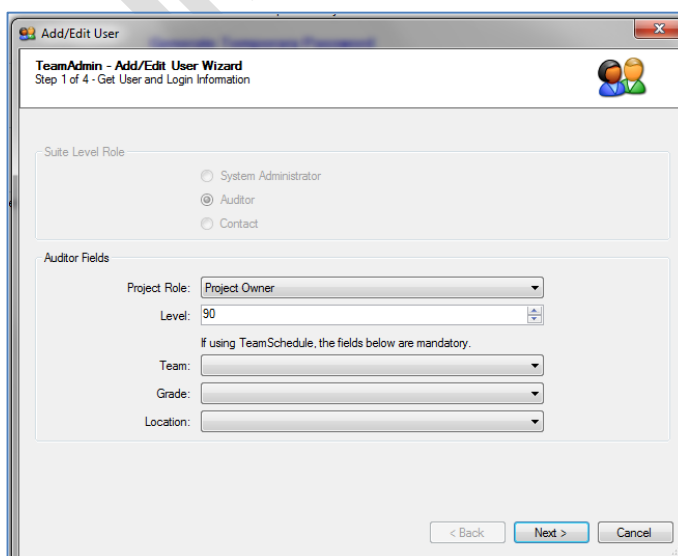 Add/Edit User
TeamAdmin - Add/Edit User Wizard
Step 1 of 4 - Get User and Login Information
Suite Level Role
System Administrator
Auditor
Contact
Auditor Fields
Project Role: Project Owner
Level: 90
If using TeamSchedule, the fields below are mandatory.
Team:
Grade:
Location:
< Back Next > Cancel